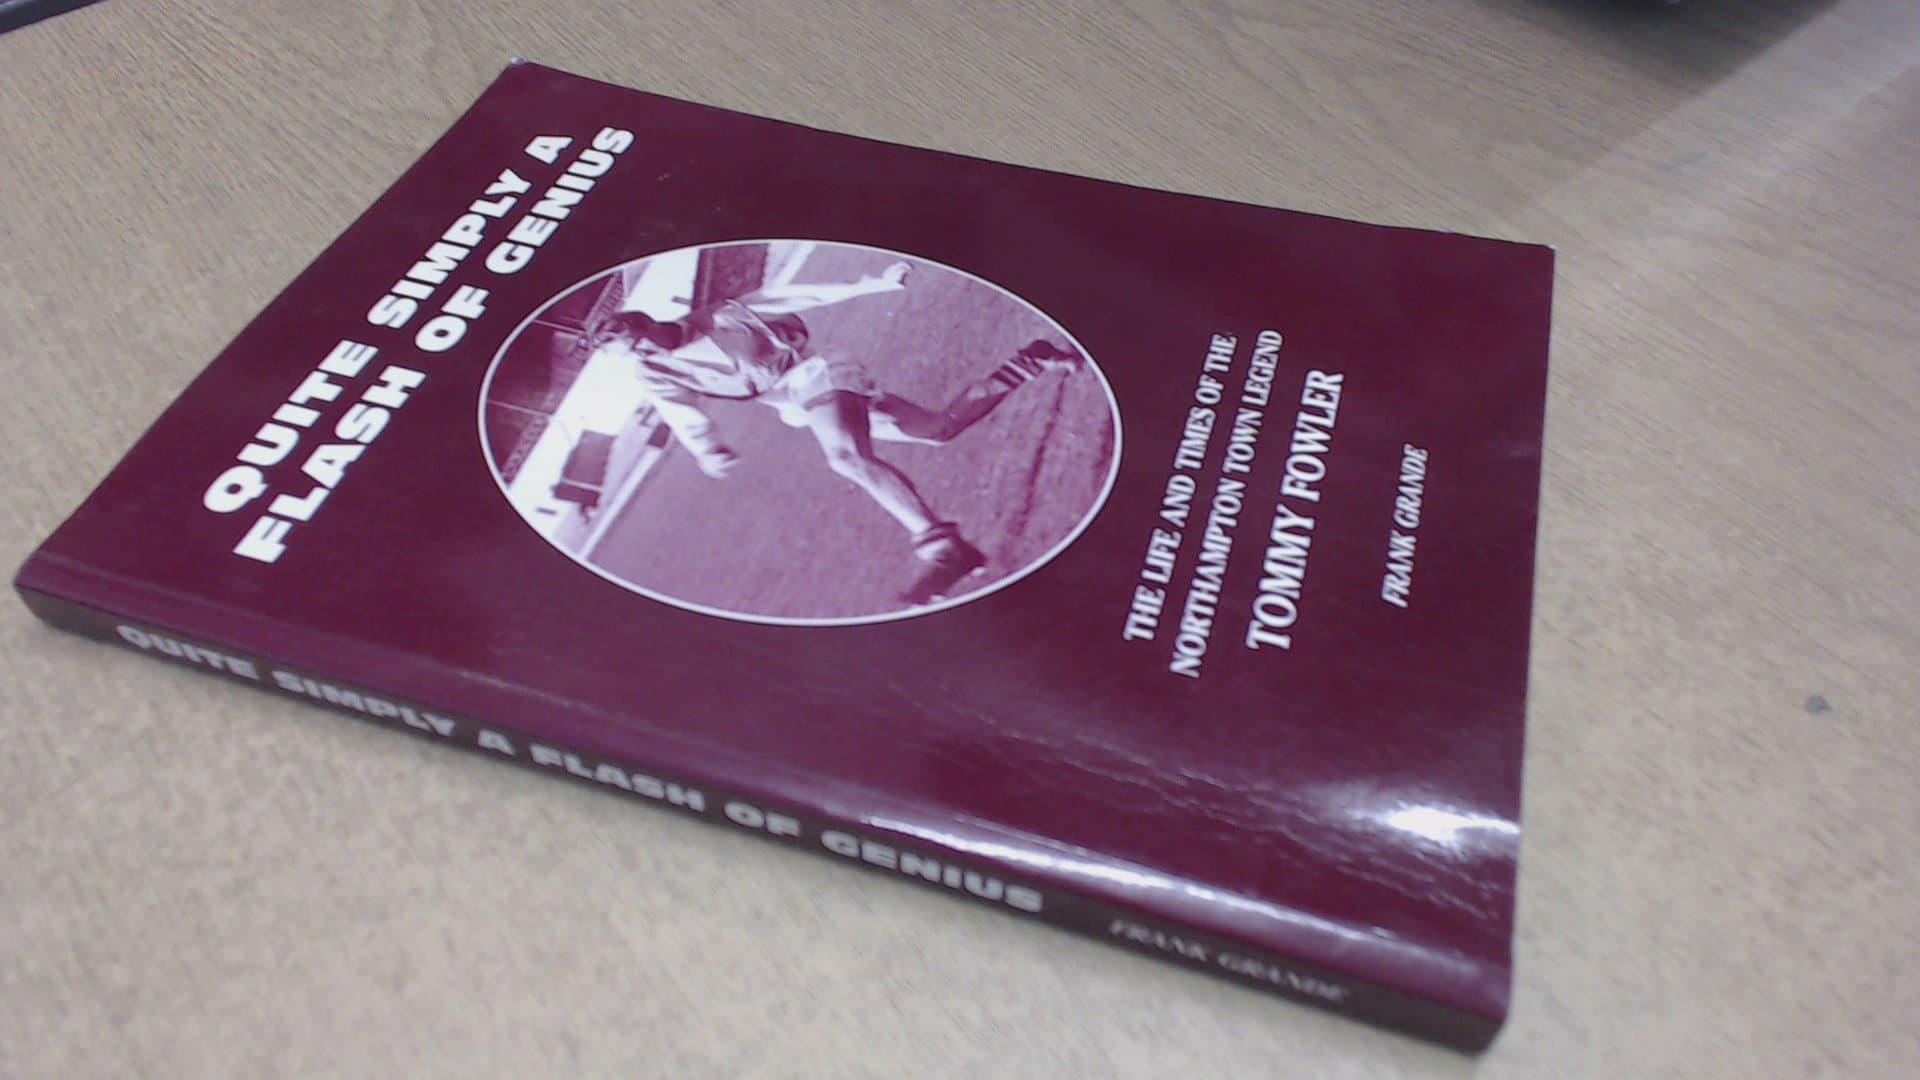 QUITE SIMPLY A
FLASH OF GENIUS
THE LIFE AND TIMES OF THE
NORTHAMPTON TOWN LEGEND
TOMMY FOWLER
FRANK GRANDE
QUITE SIMPLY A FLASH OF GENIUS
FRANK GRANDE